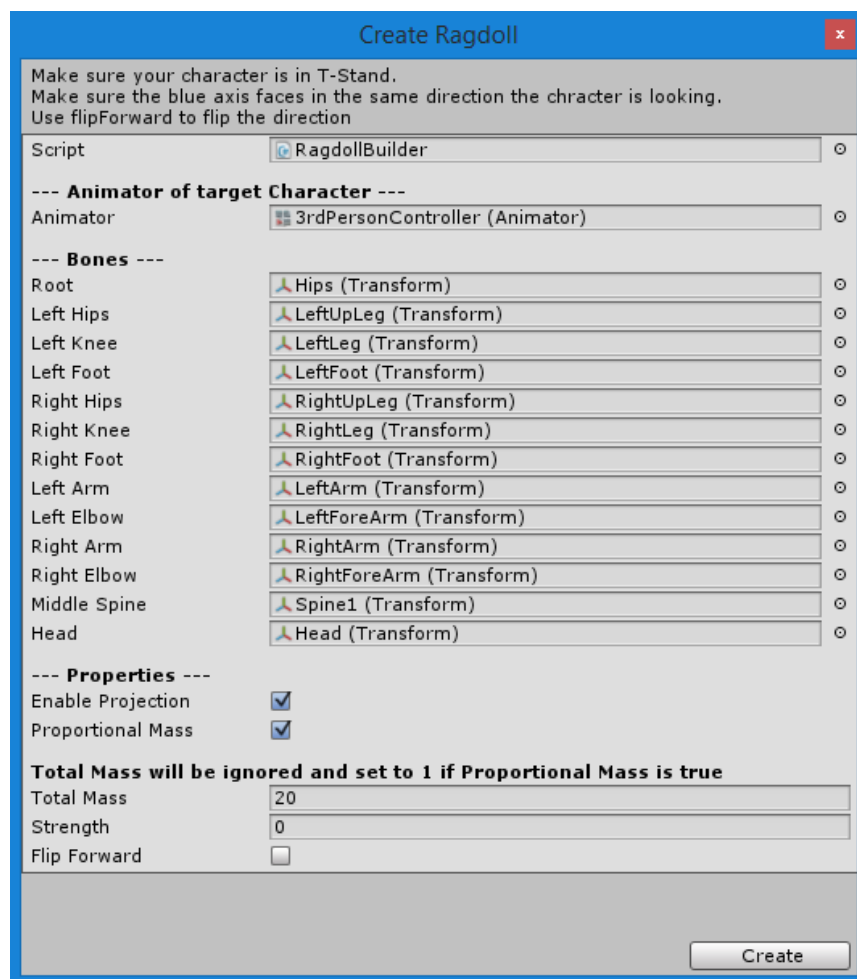 Create Ragdoll
x
Make sure your character is in T-Stand.
Make sure the blue axis faces in the same direction the chracter is looking.
Use flipForward to flip the direction
Script RagdollBuilder
--- Animator of target Character ---
Animator 3rdPersonController (Animator)
--- Bones ---
Root Hips (Transform)
Left Hips LeftUpLeg (Transform)
Left Knee LeftLeg (Transform)
Left Foot LeftFoot (Transform)
Right Hips RightUpLeg (Transform)
Right Knee RightLeg (Transform)
Right Foot RightFoot (Transform)
Left Arm LeftArm (Transform)
Left Elbow LeftForeArm (Transform)
Right Arm RightArm (Transform)
Right Elbow RightForeArm (Transform)
Middle Spine Spine1 (Transform)
Head Head (Transform)
--- Properties ---
Enable Projection
Proportional Mass
Total Mass will be ignored and set to 1 if Proportional Mass is true
Total Mass 20
Strength 0
Flip Forward
Create